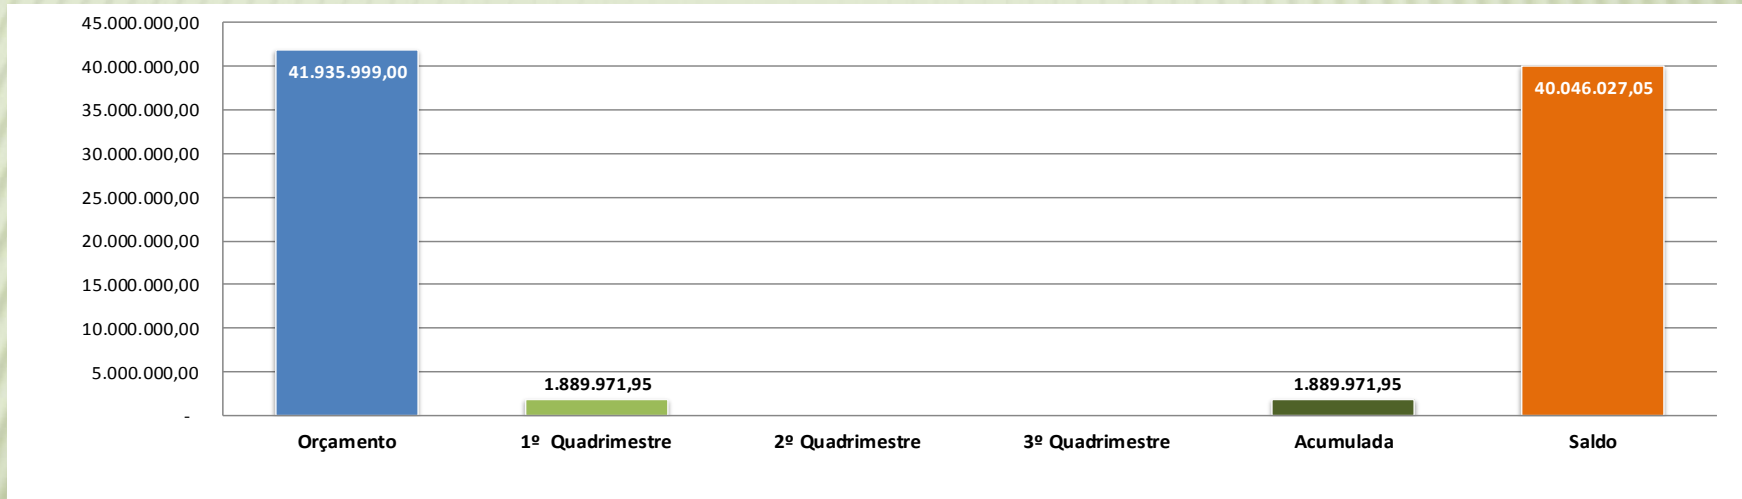 45.000.000,00
40.000.000,00
35.000.000,00
30.000.000,00
25.000.000,00
20.000.000,00
15.000.000,00
10.000.000,00
5.000.000,00
-
41.935.999,00
1.889.971,95
1.889.971,95
40.046.027,05
Orçamento
1º Quadrimestre
2º Quadrimestre
3º Quadrimestre
Acumulada
Saldo